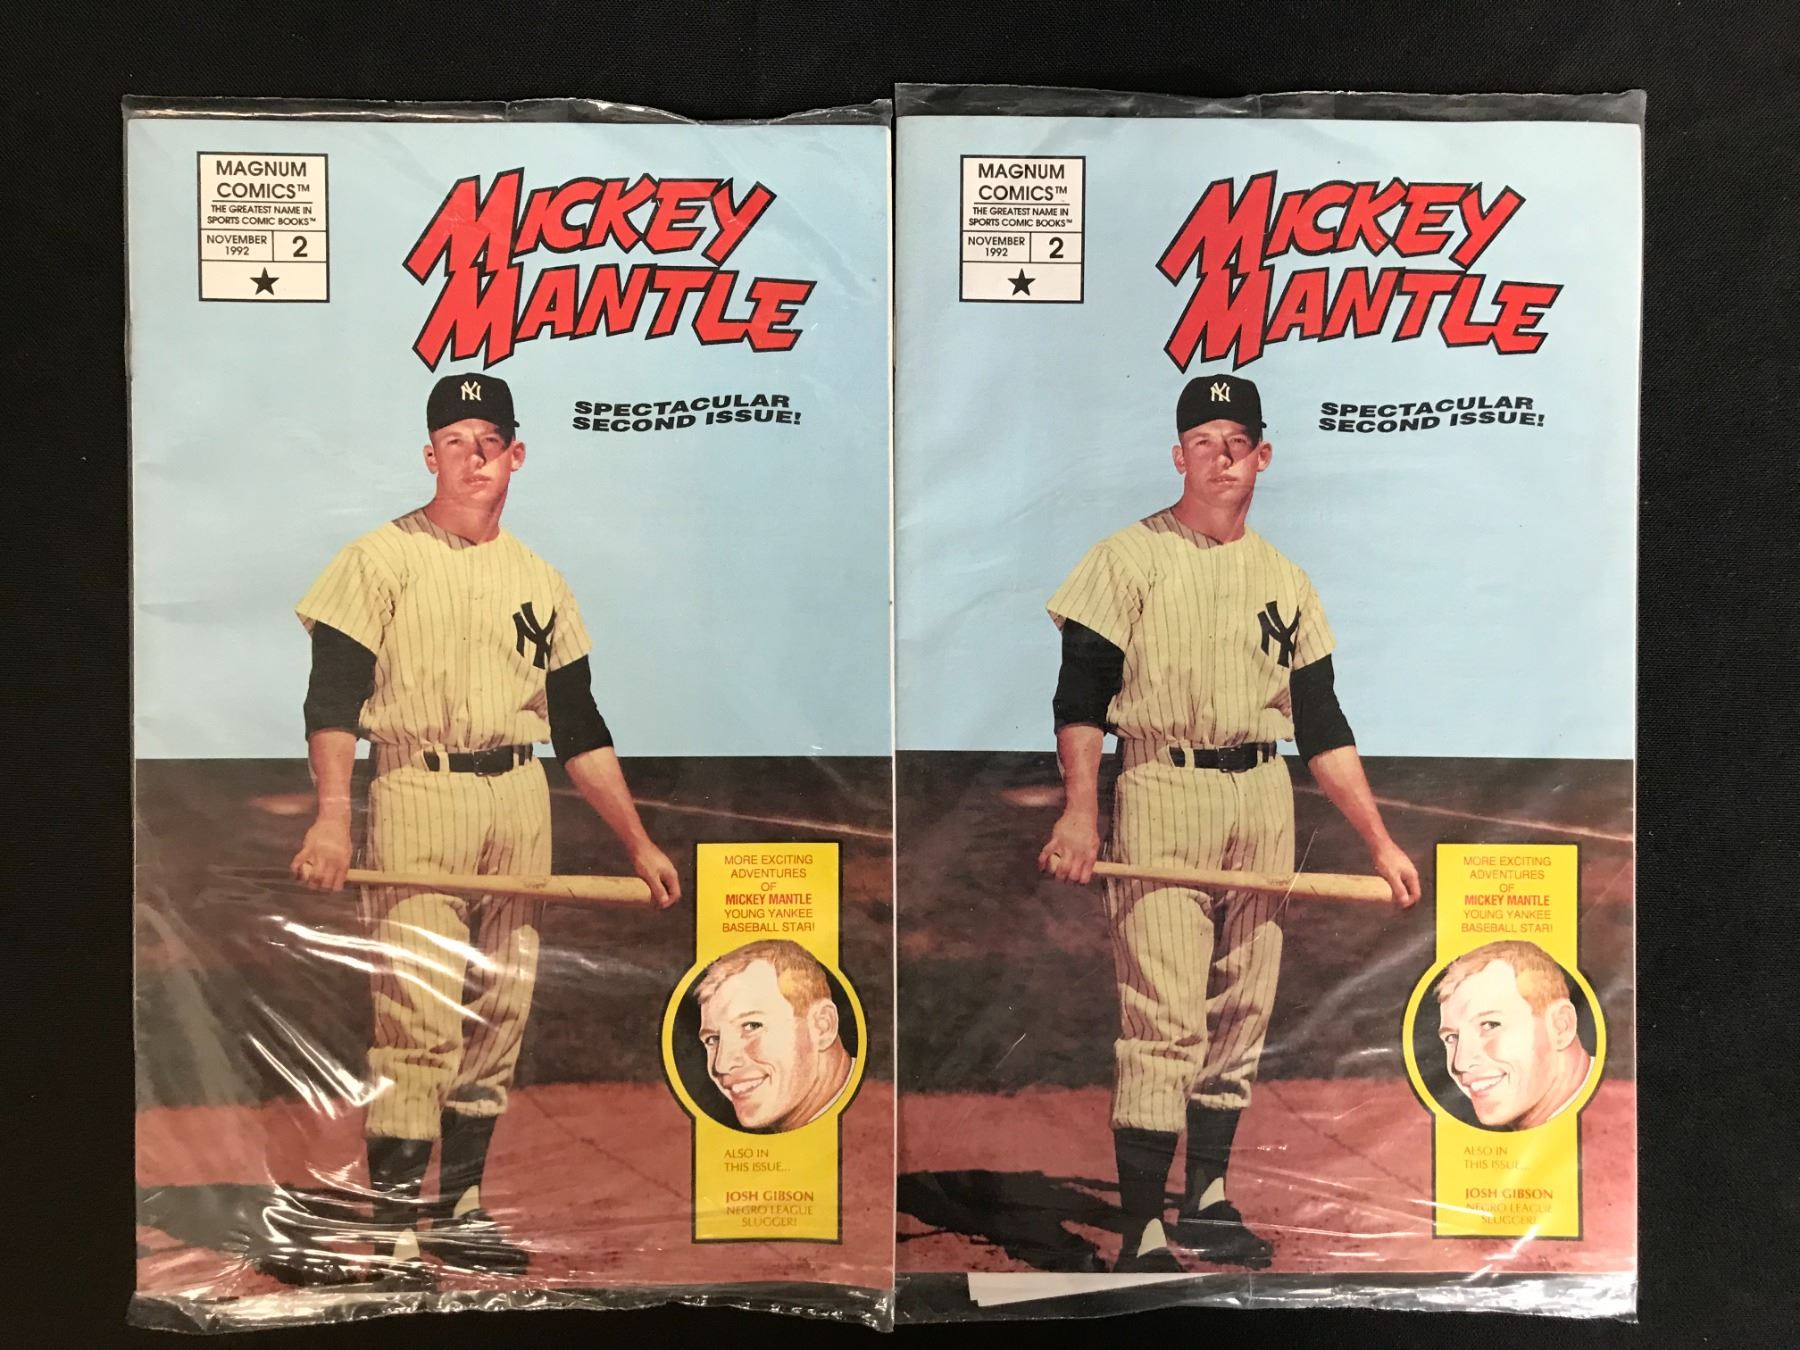 MAGNUM
COMICS™
THE GREATEST NAME IN
SPORTS COMIC BOOKS™
NOVEMBER
1992
2
MICKEY
MANTLE
SPECTACULAR
SECOND ISSUE!
NY
NY
MORE EXCITING
ADVENTURES
OF
MICKEY MANTLE
YOUNG YANKEE
BASEBALL STAR!
ALSO IN
THIS ISSUE...
JOSH GIBSON
NEGRO LEAGUE
SLUGGER!
MAGNUM
COMICS™
THE GREATEST NAME IN
SPORTS COMIC BOOKS™
NOVEMBER
1992
2
MICKEY
MANTLE
SPECTACULAR
SECOND ISSUE!
NY
NY
MORE EXCITING
ADVENTURES
OF
MICKEY MANTLE
YOUNG YANKEE
BASEBALL STAR!
ALSO IN
THIS ISSUE...
JOSH GIBSON
NEGRO LEAGUE
SLUGGER!